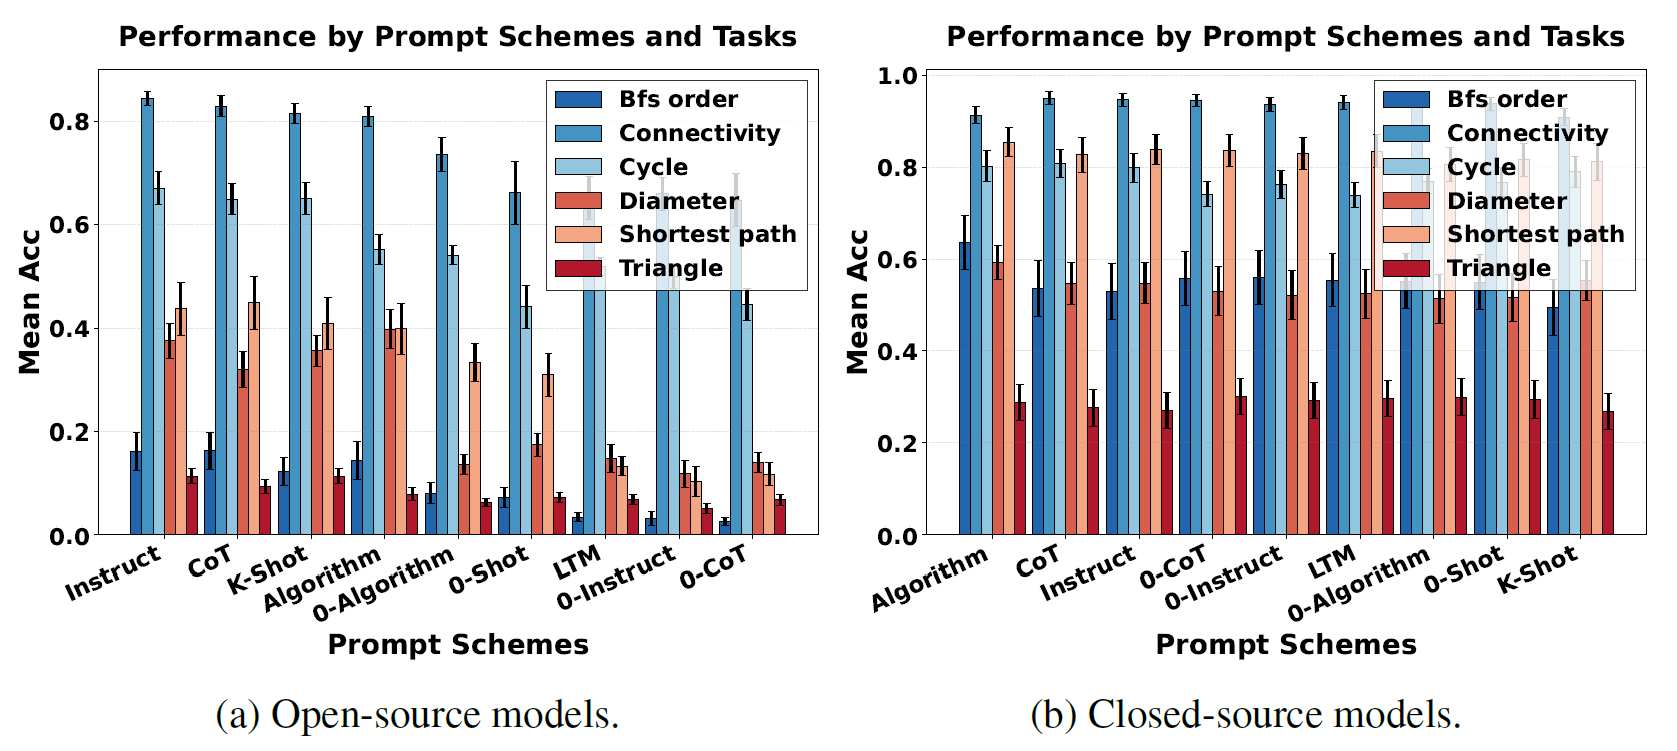 Performance by Prompt Schemes and Tasks
Mean Acc
0.8
0.6
0.4
0.2
0.0
Bfs order
Connectivity
Cycle
Diameter
Shortest path
Triangle
Instruct
CoT
K-Shot
Algorithm
0-Algorithm
0-Shot
LTM
0-Instruct
0-CoT
Prompt Schemes
(a) Open-source models.
Performance by Prompt Schemes and Tasks
Mean Acc
1.0
0.8
0.6
0.4
0.2
0.0
Bfs order
Connectivity
Cycle
Diameter
Shortest path
Triangle
Algorithm
CoT
Instruct
0-CoT
0-Instruct
LTM
0-Algorithm
0-Shot
K-Shot
Prompt Schemes
(b) Closed-source models.